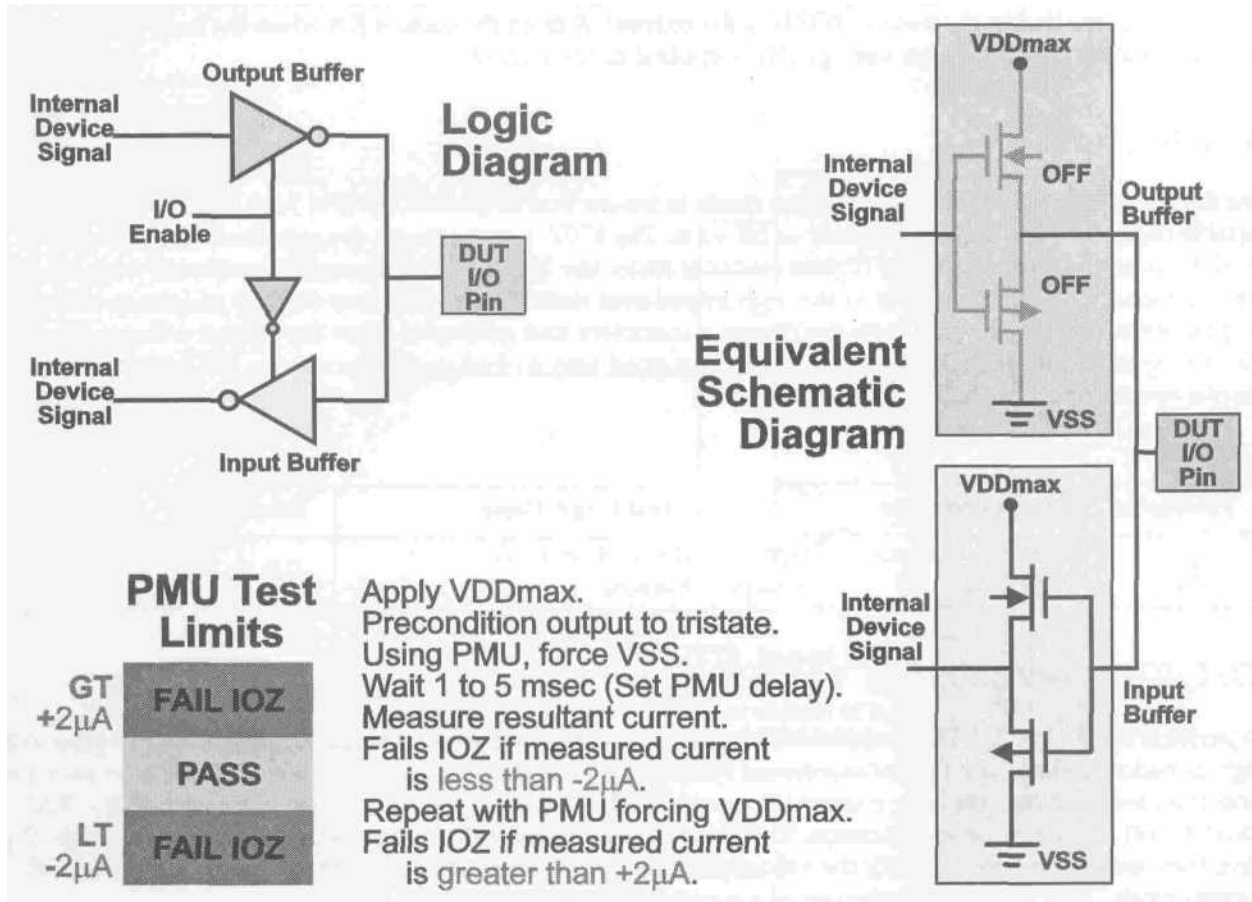 Output Buffer
Internal
Device
Signal
Logic
Diagram
I/O
Enable
DUT
I/O
Pin
Internal
Device
Signal
Input Buffer
VDDmax
Internal
Device
Signal
OFF
Output
Buffer
OFF
VSS
Equivalent
Schematic
Diagram
DUT
I/O
Pin
VDDmax
Internal
Device
Signal
Input
Buffer
VSS
PMU Test
Limits
GT
+2µA
FAIL IOZ
PASS
LT
-2µA
FAIL IOZ
Apply VDDmax.
Precondition output to tristate.
Using PMU, force VSS.
Wait 1 to 5 msec (Set PMU delay).
Measure resultant current.
Fails IOZ if measured current
is less than -2µA.
Repeat with PMU forcing VDDmax.
Fails IOZ if measured current
is greater than +2µA.